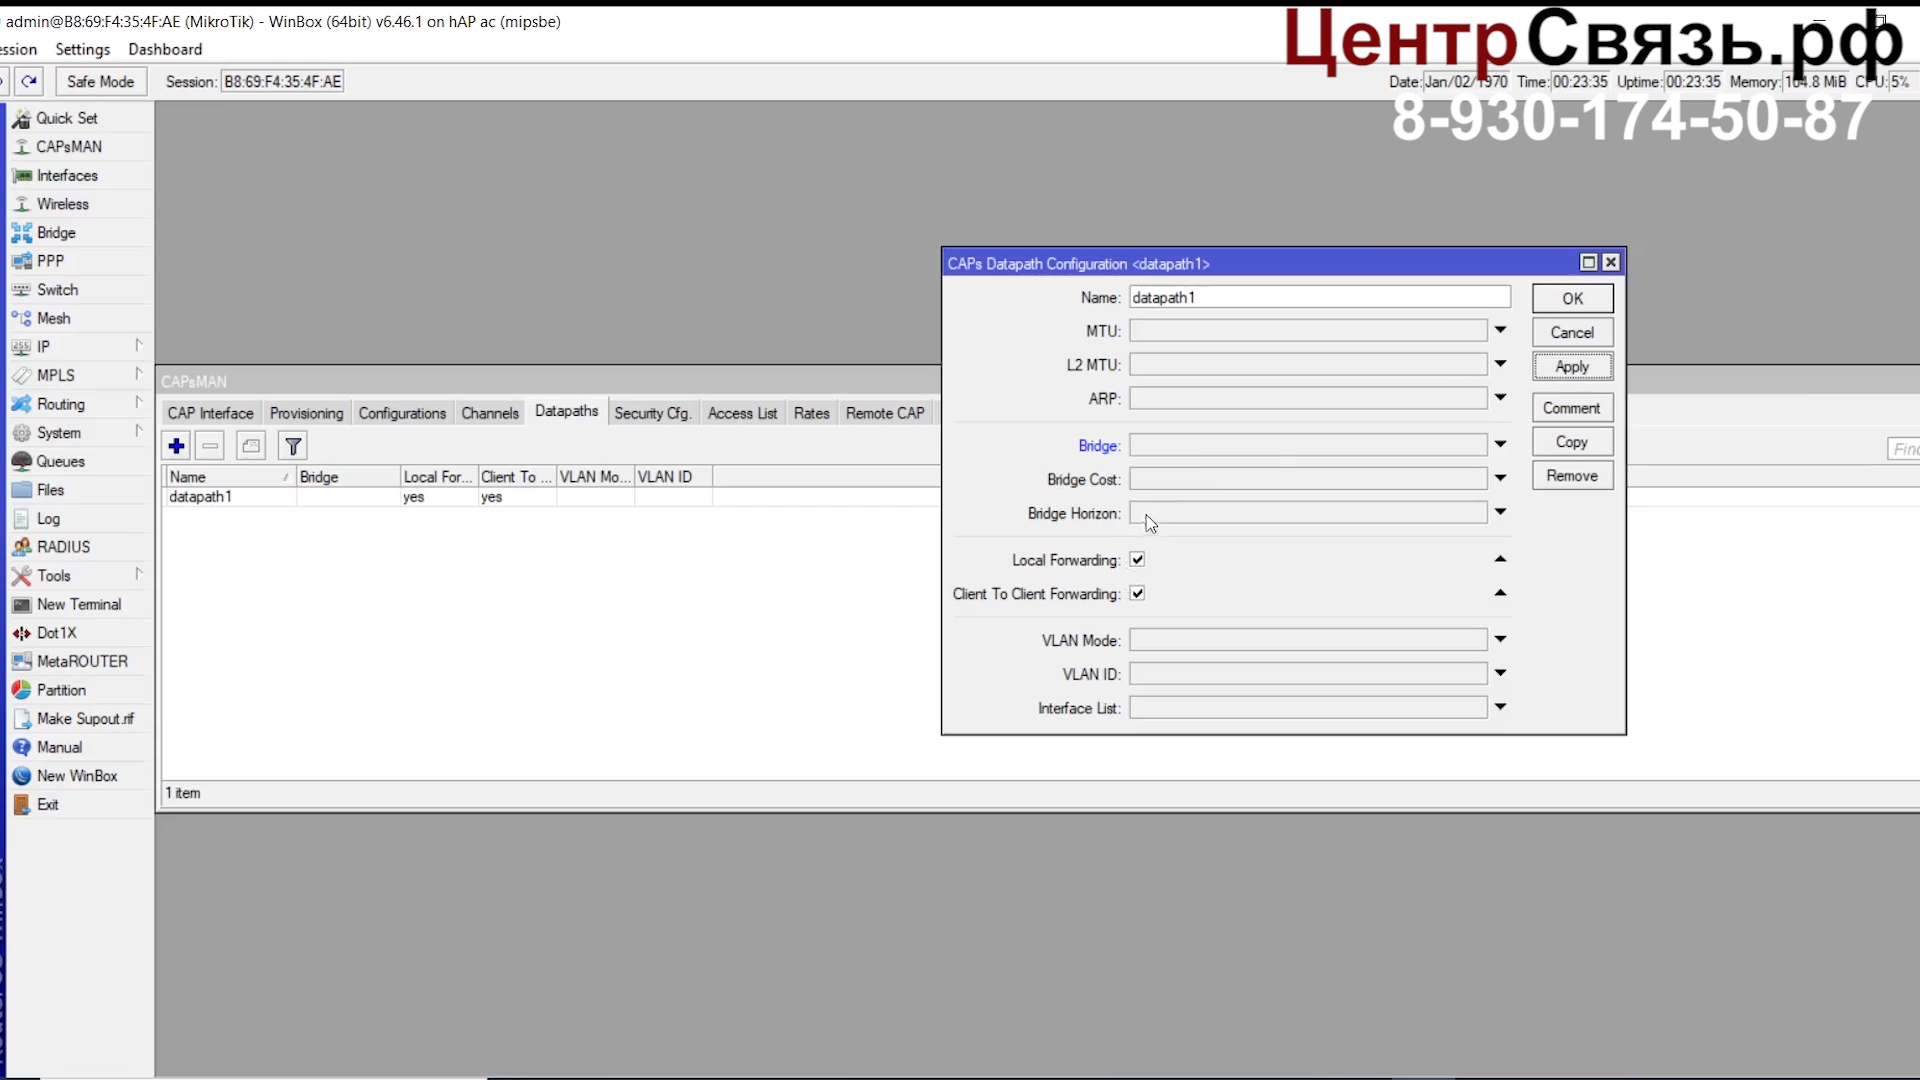 admin@B8:69:F4:35:4F:AE (MikroTik) - WinBox (64bit) v6.46.1 on hAP ac (mipsbe)
ЦентрСвязь.рф
ession Settings Dashboard
Safe Mode Session: B8:69:F4:35:4F:AE Date: Jan/02/1970 Time: 00:23:35 Uptime: 00:23:35 Memory: 104.8 MiB CPU: 5%
8-930-174-50-87
Quick Set
CAPsMAN
Interfaces
Wireless
Bridge
PPP
Switch
Mesh
IP
MPLS
Routing
System
Queues
Files
Log
RADIUS
Tools
New Terminal
Dot1X
MetaROUTER
Partition
Make Supout.rif
Manual
New WinBox
Exit
CAPsMAN
CAP Interface Provisioning Configurations Channels Datapaths Security Cfg. Access List Rates Remote CAP
Find
Name Bridge Local For... Client To ... VLAN Mo... VLAN ID
datapath1 yes yes
1 item
CAPs Datapath Configuration <datapath1>
Name: datapath1
MTU:
L2 MTU:
ARP:
Bridge:
Bridge Cost:
Bridge Horizon:
Local Forwarding:
Client To Client Forwarding:
VLAN Mode:
VLAN ID:
Interface List:
OK
Cancel
Apply
Comment
Copy
Remove